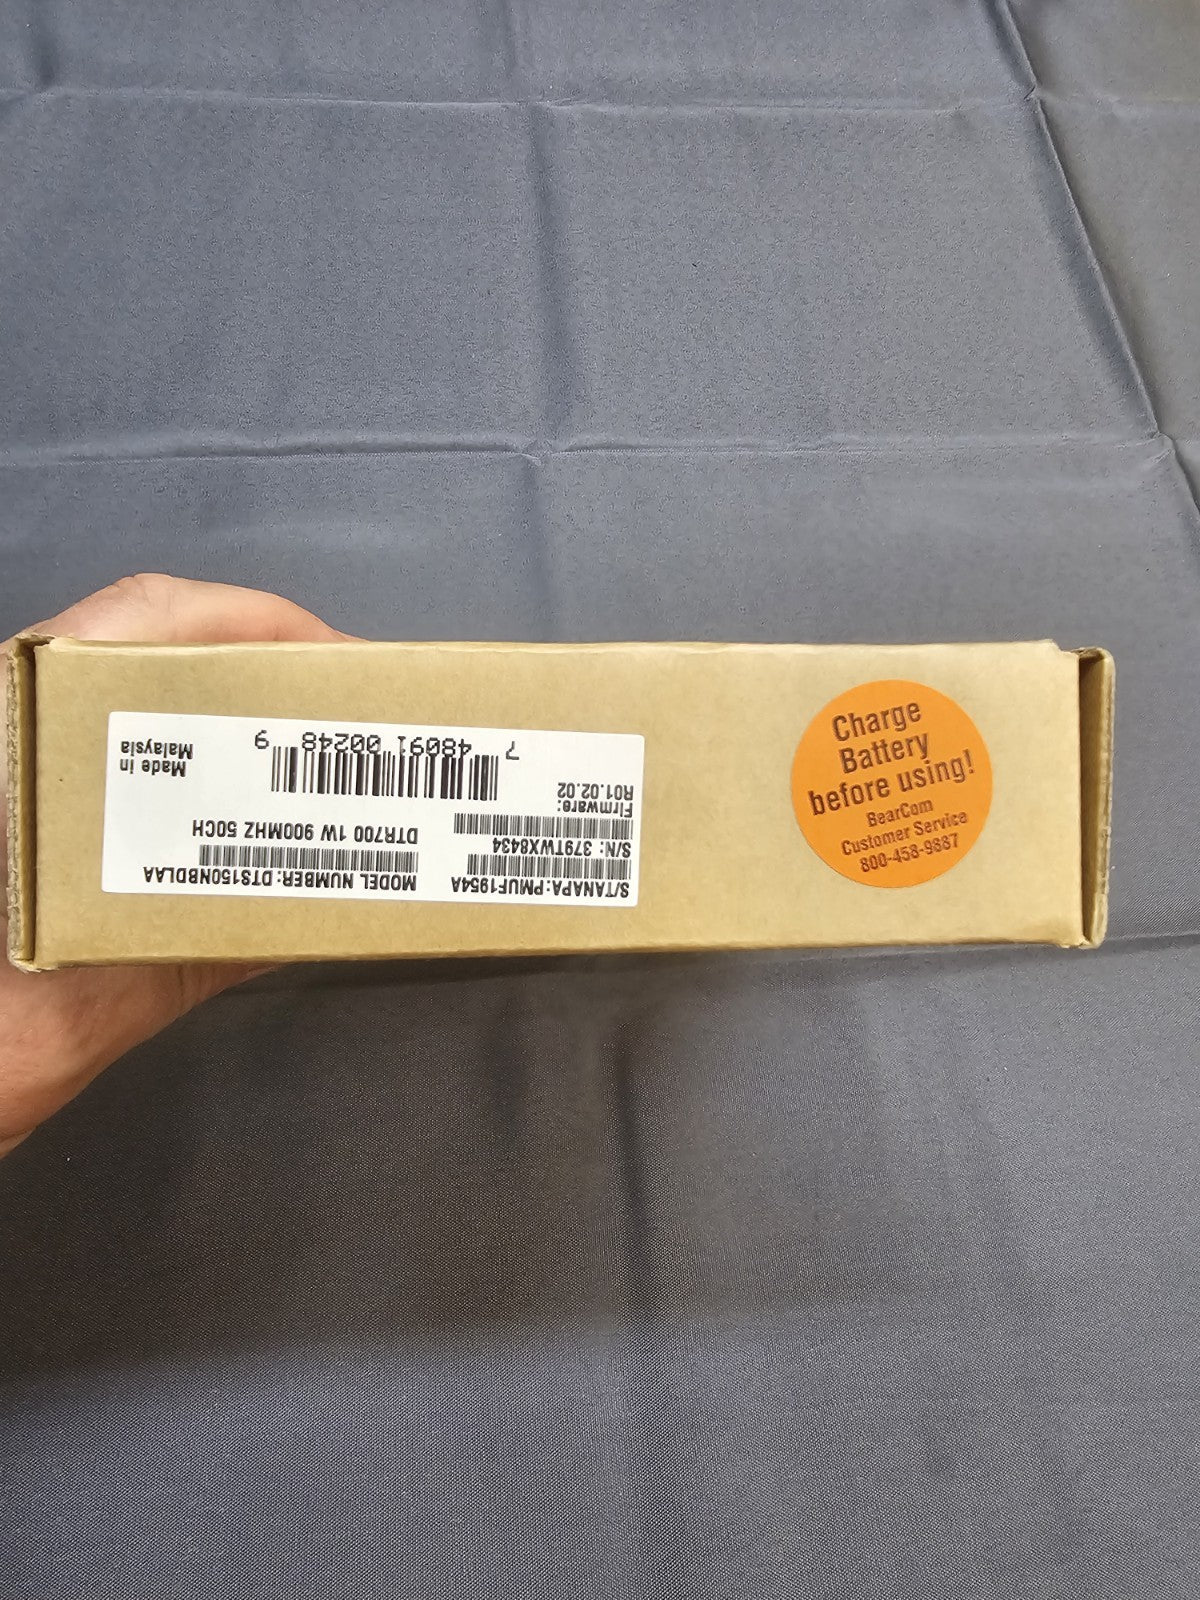 S/TANAPA:PMUF1954A
S/N: 379TWX8434
Firmware:
R01.02.02
MODEL NUMBER:DTS150NBDLAA
DTR700 1W 900MHZ 50CH
7 48091 00248 9
Made in
Malaysia
Charge
Battery
before using!
BearCom
Customer Service
800-458-9887